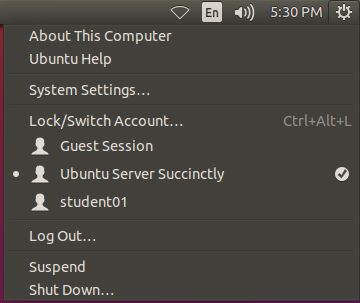 En 5:30 PM
About This Computer
Ubuntu Help
System Settings…
Lock/Switch Account… Ctrl+Alt+L
Guest Session
Ubuntu Server Succinctly
student01
Log Out…
Suspend
Shut Down…